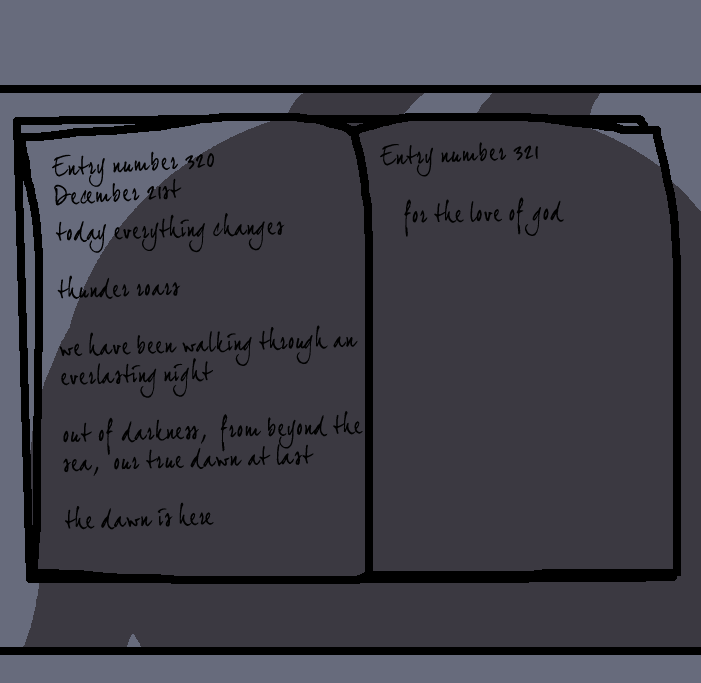 Entry number 320
December 21st
today everything changes
thunder roars
we have been walking through an
everlasting night
out of darkness, from beyond the
sea, our true dawn at last
the dawn is here
Entry number 321
for the love of god